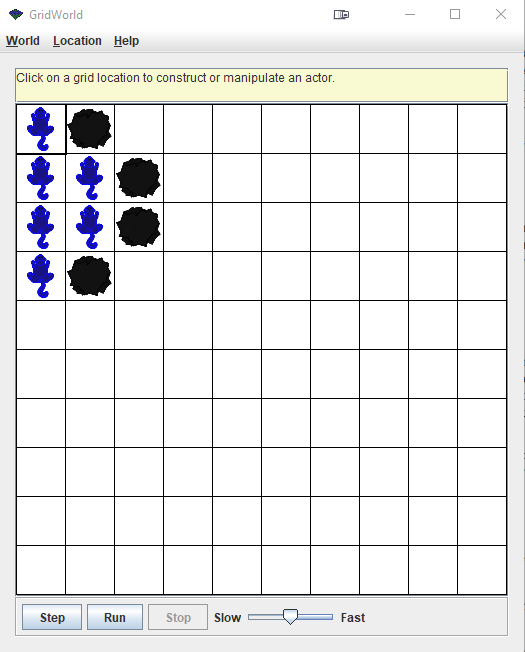 GridWorld
World Location Help
Click on a grid location to construct or manipulate an actor.
Step Run Stop Slow Fast